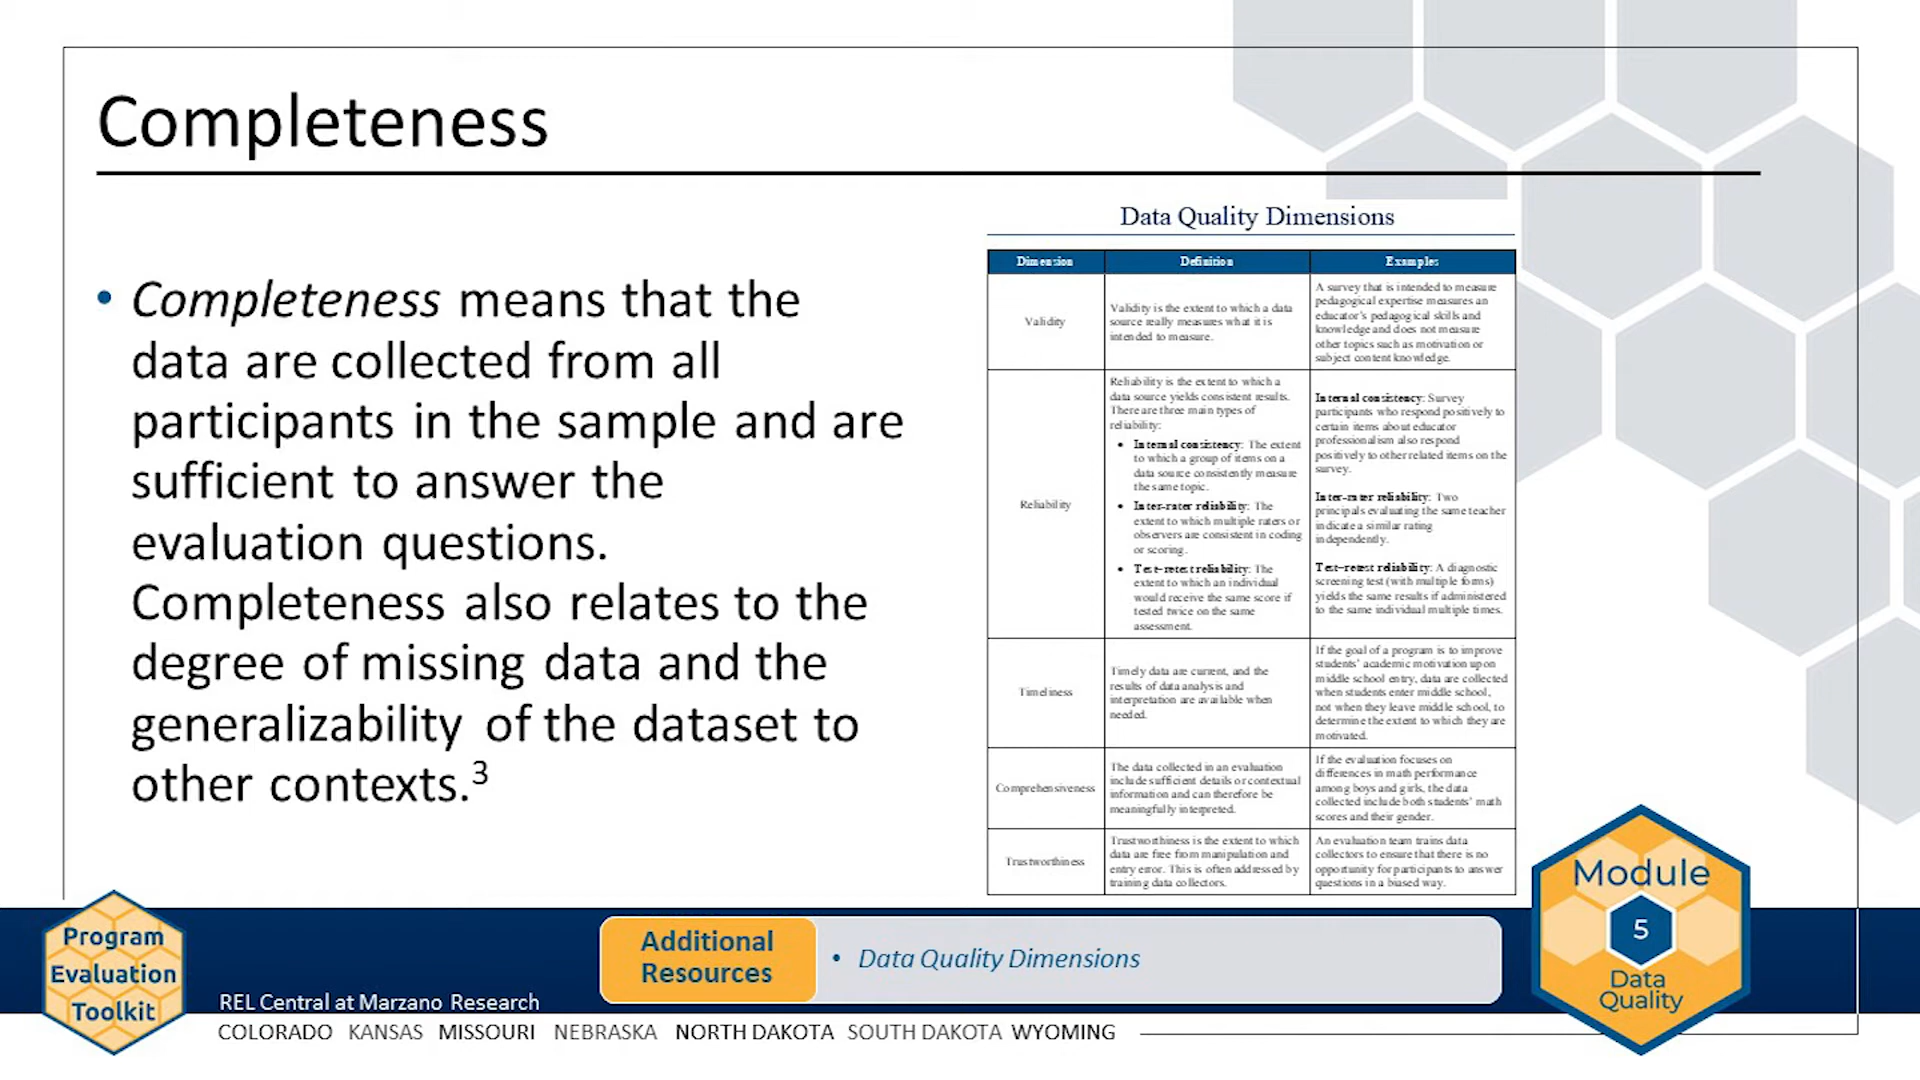 Completeness
• Completeness means that the
data are collected from all
participants in the sample and are
sufficient to answer the
evaluation questions.
Completeness also relates to the
degree of missing data and the
generalizability of the dataset to
other contexts.3
Data Quality Dimensions
Dimension Definition Examples
Validity
Validity is the extent to which a data
source really measures what it is
intended to measure.
A survey that is intended to measure
pedagogical expertise measures an
educator's pedagogical skills and
knowledge and does not measure
other topics such as motivation or
subject content knowledge.
Reliability
Reliability is the extent to which a
data source yields consistent results.
There are three main types of
reliability:
• Internal consistency: The extent
to which a group of items on a
data source consistently measure
the same topic.
• Inter-rater reliability: The
extent to which multiple raters or
observers are consistent in coding
or scoring.
• Test-retest reliability: The
extent to which an individual
would receive the same score if
tested twice on the same
assessment.
Internal consistency: Survey
participants who respond positively to
certain items about educator
professionalism also respond
positively to other related items on the
survey.
Inter-rater reliability: Two
principals evaluating the same teacher
indicate a similar rating
independently.
Test-retest reliability: A diagnostic
screening test (with multiple forms)
yields the same results if administered
to the same individual multiple times.
Timeliness
Timely data are current, and the
results of data analysis and
interpretation are available when
needed.
If the goal of a program is to improve
students' academic motivation upon
middle school entry, data are collected
when students enter middle school,
not when they leave middle school, to
determine the extent to which they are
motivated.
Comprehensiveness
The data collected in an evaluation
include sufficient details or contextual
information and can therefore be
meaningfully interpreted.
If the evaluation focuses on
differences in math performance
among boys and girls, the data
collected include both students' math
scores and their gender.
Trustworthiness
Trustworthiness is the extent to which
data are free from manipulation and
entry error. This is often addressed by
training data collectors.
An evaluation team trains data
collectors to ensure that there is no
opportunity for participants to answer
questions in a biased way.
Program
Evaluation
Toolkit
REL Central at Marzano Research
COLORADO KANSAS MISSOURI NEBRASKA NORTH DAKOTA SOUTH DAKOTA WYOMING
Additional
Resources
• Data Quality Dimensions
Module
5
Data
Quality